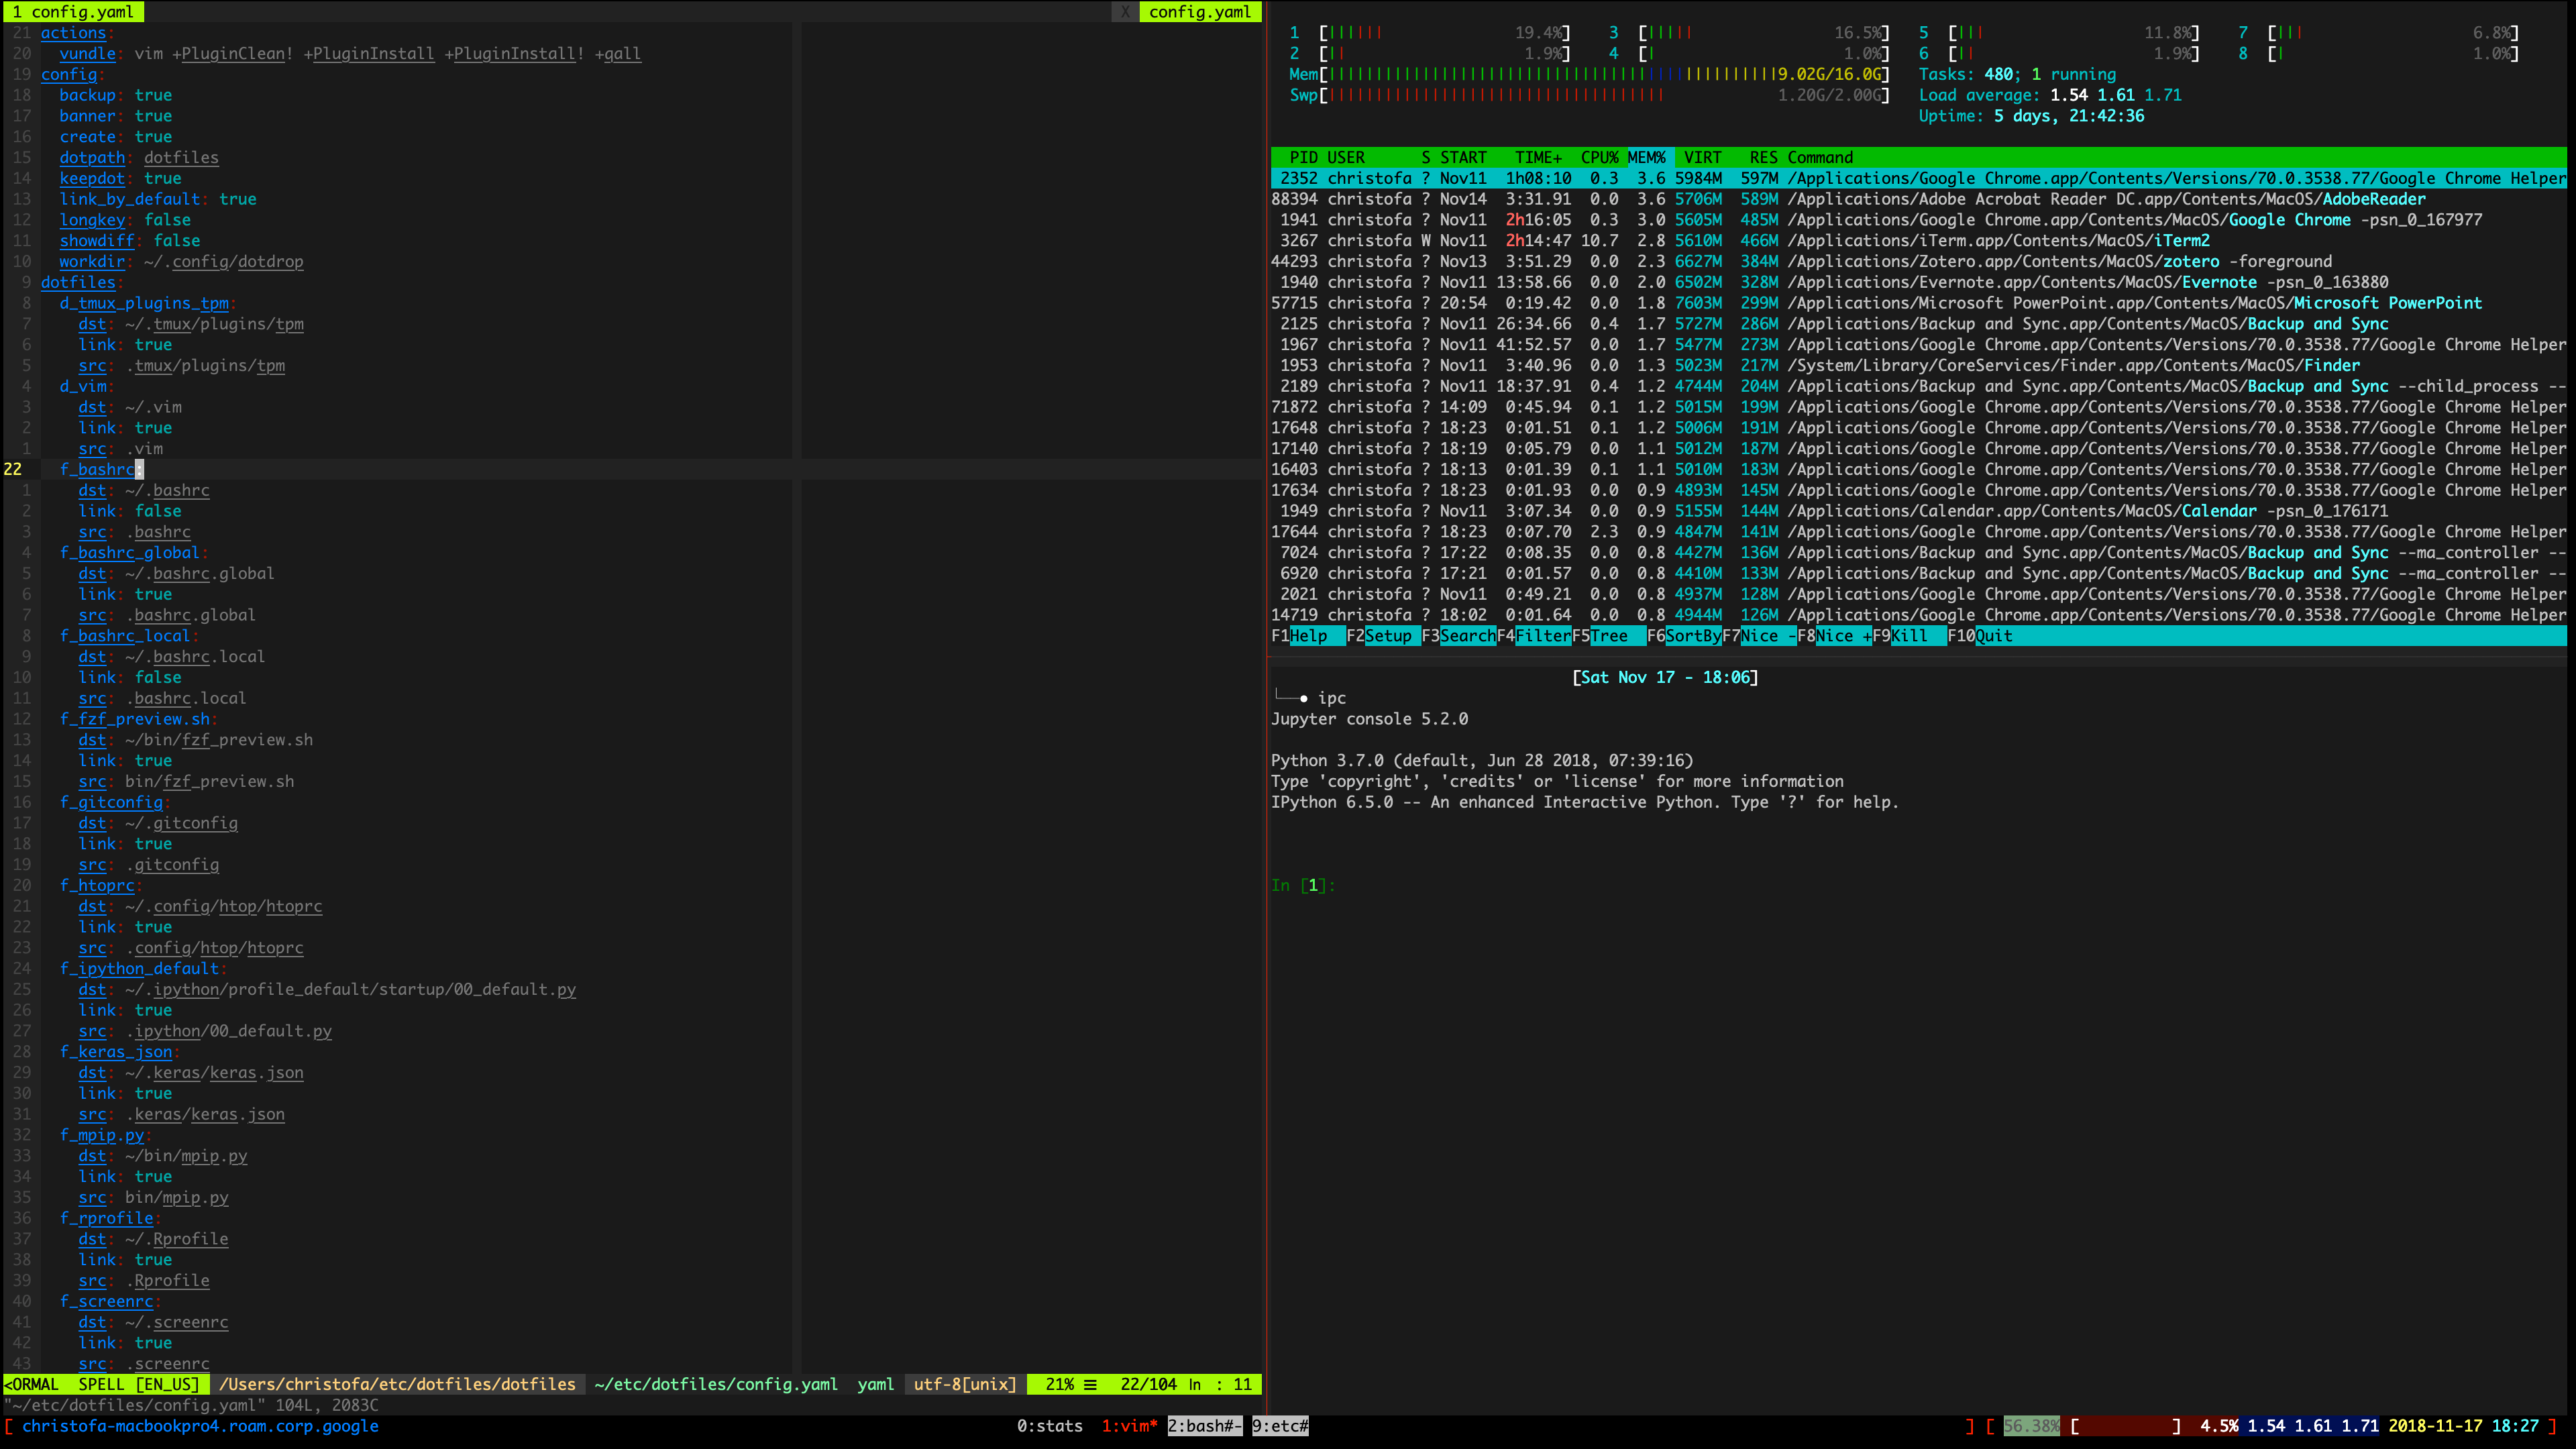 1 config.yaml X config.yaml
21 actions:
20 vundle: vim +PluginClean! +PluginInstall +PluginInstall! +qall
19 config:
18 backup: true
17 banner: true
16 create: true
15 dotpath: dotfiles
14 keepdot: true
13 link_by_default: true
12 longkey: false
11 showdiff: false
10 workdir: ~/.config/dotdrop
9 dotfiles:
8 d_tmux_plugins_tpm:
7 dst: ~/.tmux/plugins/tpm
6 link: true
5 src: .tmux/plugins/tpm
4 d_vim:
3 dst: ~/.vim
2 link: true
1 src: .vim
22 f_bashrc:
1 dst: ~/.bashrc
2 link: false
3 src: .bashrc
4 f_bashrc_global:
5 dst: ~/.bashrc.global
6 link: true
7 src: .bashrc.global
8 f_bashrc_local:
9 dst: ~/.bashrc.local
10 link: false
11 src: .bashrc.local
12 f_fzf_preview.sh:
13 dst: ~/bin/fzf_preview.sh
14 link: true
15 src: bin/fzf_preview.sh
16 f_gitconfig:
17 dst: ~/.gitconfig
18 link: true
19 src: .gitconfig
20 f_htoprc:
21 dst: ~/.config/htop/htoprc
22 link: true
23 src: .config/htop/htoprc
24 f_ipython_default:
25 dst: ~/.ipython/profile_default/startup/00_default.py
26 link: true
27 src: .ipython/00_default.py
28 f_keras_json:
29 dst: ~/.keras/keras.json
30 link: true
31 src: .keras/keras.json
32 f_mpip.py:
33 dst: ~/bin/mpip.py
34 link: true
35 src: bin/mpip.py
36 f_rprofile:
37 dst: ~/.Rprofile
38 link: true
39 src: .Rprofile
40 f_screenrc:
41 dst: ~/.screenrc
42 link: true
43 src: .screenrc
<ORMAL SPELL [EN_US] /Users/christofa/etc/dotfiles/dotfiles ~/etc/dotfiles/config.yaml yaml utf-8[unix] 21% ☰ 22/104 ln : 11
"~/etc/dotfiles/config.yaml" 104L, 2083C
1 [||||||19.4%] 3 [|||||16.5%] 5 [|||11.8%] 7 [||||6.8%]
2 [||1.9%] 4 [|1.0%] 6 [||1.9%] 8 [|1.0%]
Mem[9.02G/16.0G] Tasks: 480; 1 running
Swp[1.20G/2.00G] Load average: 1.54 1.61 1.71
Uptime: 5 days, 21:42:36
PID USER S START TIME+ CPU% MEM% VIRT RES Command
2352 christofa ? Nov11 1h08:10 0.3 3.6 5984M 597M /Applications/Google Chrome.app/Contents/Versions/70.0.3538.77/Google Chrome Helper
88394 christofa ? Nov14 3:31.91 0.0 3.6 5706M 589M /Applications/Adobe Acrobat Reader DC.app/Contents/MacOS/AdobeReader
1941 christofa ? Nov11 2h16:05 0.3 3.0 5605M 485M /Applications/Google Chrome.app/Contents/MacOS/Google Chrome -psn_0_167977
3267 christofa W Nov11 2h14:47 10.7 2.8 5610M 466M /Applications/iTerm.app/Contents/MacOS/iTerm2
44293 christofa ? Nov13 3:51.29 0.0 2.3 6627M 384M /Applications/Zotero.app/Contents/MacOS/zotero -foreground
1940 christofa ? Nov11 13:58.66 0.0 2.0 6502M 328M /Applications/Evernote.app/Contents/MacOS/Evernote -psn_0_163880
57715 christofa ? 20:54 0:19.42 0.0 1.8 7603M 299M /Applications/Microsoft PowerPoint.app/Contents/MacOS/Microsoft PowerPoint
2125 christofa ? Nov11 26:34.66 0.4 1.7 5727M 286M /Applications/Backup and Sync.app/Contents/MacOS/Backup and Sync
1967 christofa ? Nov11 41:52.57 0.0 1.7 5477M 273M /Applications/Google Chrome.app/Contents/Versions/70.0.3538.77/Google Chrome Helper
1953 christofa ? Nov11 3:40.96 0.0 1.3 5023M 217M /System/Library/CoreServices/Finder.app/Contents/MacOS/Finder
2189 christofa ? Nov11 18:37.91 0.4 1.2 4744M 204M /Applications/Backup and Sync.app/Contents/MacOS/Backup and Sync --child_process --
71872 christofa ? 14:09 0:45.94 0.1 1.2 5015M 199M /Applications/Google Chrome.app/Contents/Versions/70.0.3538.77/Google Chrome Helper
17648 christofa ? 18:23 0:01.51 0.1 1.2 5006M 191M /Applications/Google Chrome.app/Contents/Versions/70.0.3538.77/Google Chrome Helper
17140 christofa ? 18:19 0:05.79 0.0 1.1 5012M 187M /Applications/Google Chrome.app/Contents/Versions/70.0.3538.77/Google Chrome Helper
16403 christofa ? 18:13 0:01.39 0.1 1.1 5010M 183M /Applications/Google Chrome.app/Contents/Versions/70.0.3538.77/Google Chrome Helper
17634 christofa ? 18:23 0:01.93 0.0 0.9 4893M 145M /Applications/Google Chrome.app/Contents/Versions/70.0.3538.77/Google Chrome Helper
1949 christofa ? Nov11 3:07.34 0.0 0.9 5155M 144M /Applications/Calendar.app/Contents/MacOS/Calendar -psn_0_176171
17644 christofa ? 18:23 0:07.70 2.3 0.9 4847M 141M /Applications/Google Chrome.app/Contents/Versions/70.0.3538.77/Google Chrome Helper
7024 christofa ? 17:22 0:08.35 0.0 0.8 4427M 136M /Applications/Backup and Sync.app/Contents/MacOS/Backup and Sync --ma_controller --
6920 christofa ? 17:21 0:01.57 0.0 0.8 4410M 133M /Applications/Backup and Sync.app/Contents/MacOS/Backup and Sync --ma_controller --
2021 christofa ? Nov11 0:49.21 0.0 0.8 4937M 128M /Applications/Google Chrome.app/Contents/Versions/70.0.3538.77/Google Chrome Helper
14719 christofa ? 18:02 0:01.64 0.0 0.8 4944M 126M /Applications/Google Chrome.app/Contents/Versions/70.0.3538.77/Google Chrome Helper
F1Help F2Setup F3SearchF4FilterF5Tree F6SortByF7Nice -F8Nice +F9Kill F10Quit
[Sat Nov 17 - 18:06]
└──● ipc
Jupyter console 5.2.0
Python 3.7.0 (default, Jun 28 2018, 07:39:16)
Type 'copyright', 'credits' or 'license' for more information
IPython 6.5.0 -- An enhanced Interactive Python. Type '?' for help.
In [1]:
[ christofa-macbookpro4.roam.corp.google 0:stats 1:vim* 2:bash#- 9:etc# ] [ 56.38% [ ] 4.5% 1.54 1.61 1.71 2018-11-17 18:27 ]